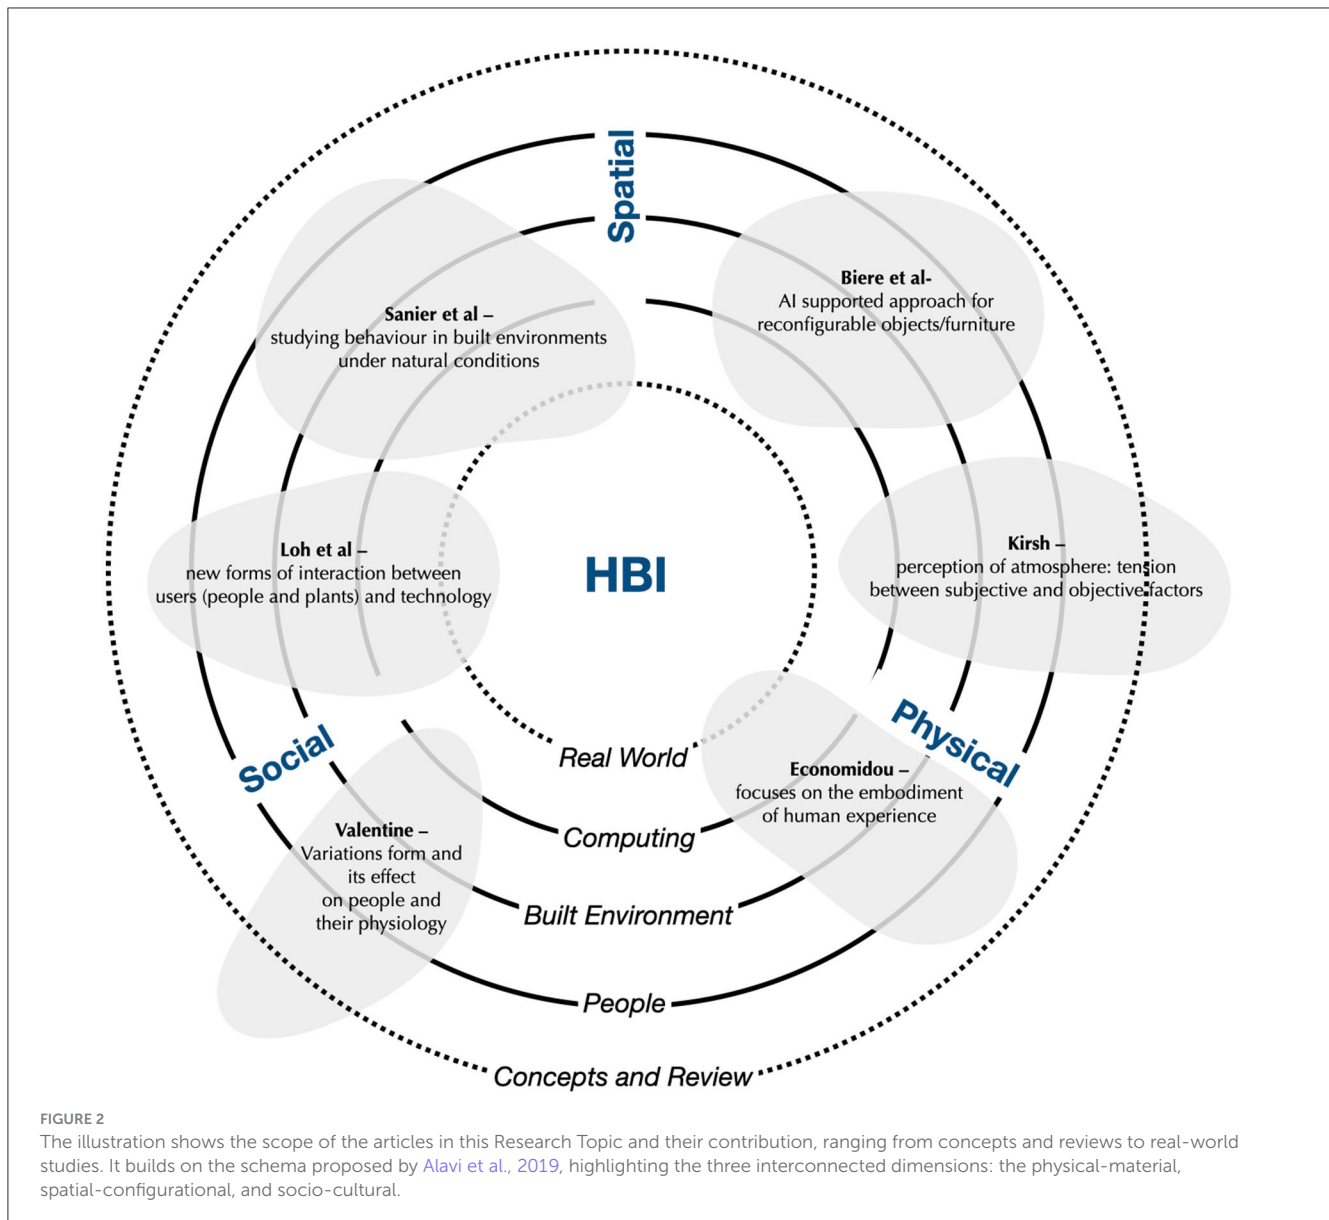 Spatial
Sanier et al –
studying behaviour in built environments
under natural conditions
Biere et al-
AI supported approach for
reconfigurable objects/furniture
Loh et al –
new forms of interaction between
users (people and plants) and technology
HBI
Kirsh –
perception of atmosphere: tension
between subjective and objective factors
Social
Physical
Valentine –
Variations form and
its effect
on people and
their physiology
Economidou –
focuses on the embodiment
of human experience
Real World
Computing
Built Environment
People
Concepts and Review
FIGURE 2
The illustration shows the scope of the articles in this Research Topic and their contribution, ranging from concepts and reviews to real-world
studies. It builds on the schema proposed by Alavi et al., 2019, highlighting the three interconnected dimensions: the physical-material,
spatial-configurational, and socio-cultural.